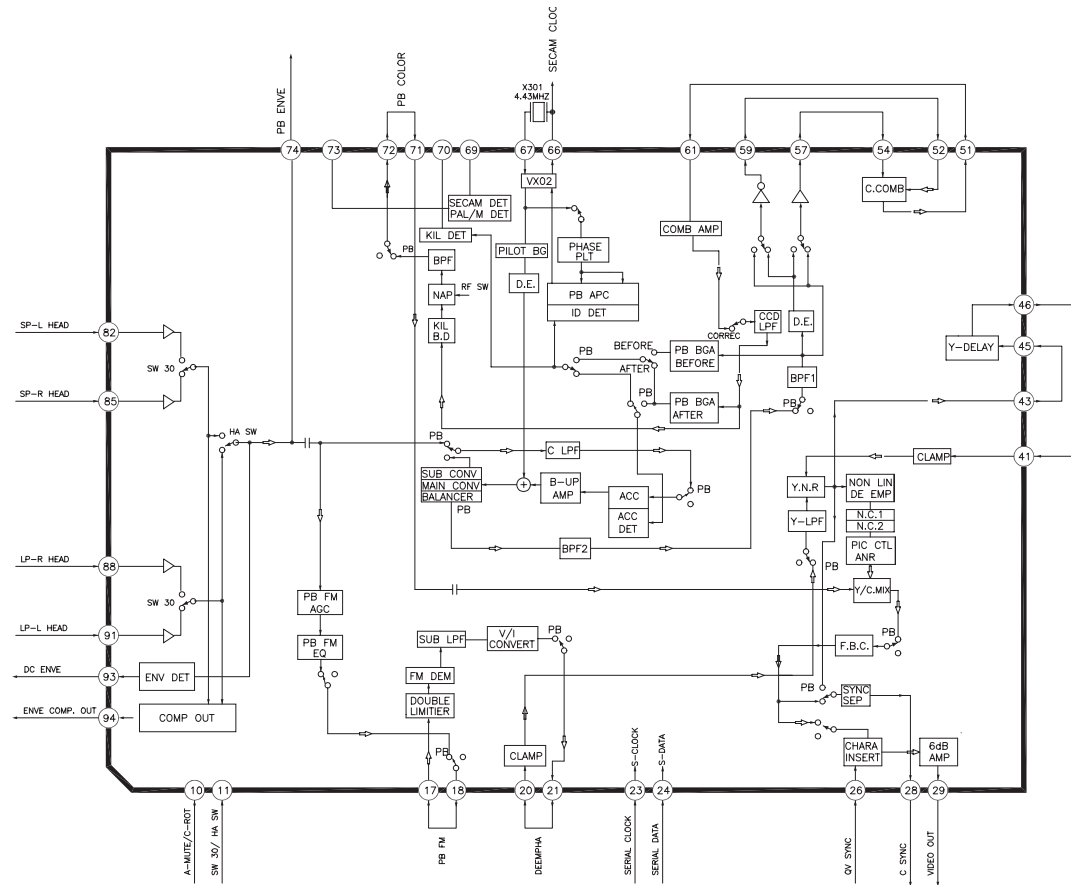 PB ENVE
PB COLOR
X301
4.43MHZ
SECAM CLOC
74
73
72
71
70
69
67
66
61
59
57
54
52
51
SECAM DET
PAL/M DET
VX02
C.COMB
KIL DET
COMB AMP
PB
BPF
PILOT BG
PHASE
PLT
NAP
RF SW
D.E.
PB APC
ID DET
KIL
B.D
CORREC
CCD
LPF
D.E.
46
Y-DELAY
45
SP-L HEAD
82
SW 30
SP-R HEAD
85
PB
BEFORE
AFTER
PB BGA
BEFORE
BPF1
PB
PB BGA
AFTER
PB
43
HA SW
PB
C LPF
CLAMP
41
SUB CONV
MAIN CONV
BALANCER
PB
B-UP
AMP
ACC
ACC
DET
PB
Y.N.R
NON LIN
DE EMP
Y-LPF
N.C.1
N.C.2
BPF2
PIC CTL
ANR
PB
Y/C.MIX
LP-R HEAD
88
SW 30
LP-L HEAD
91
PB FM
AGC
PB FM
EQ
SUB LPF
V/I
CONVERT
PB
F.B.C.
PB
DC ENVE
93
ENV DET
FM DEM
DOUBLE
LIMITIER
PB
SYNC
SEP
ENVE COMP. OUT
94
COMP OUT
PB
CLAMP
S-CLOCK
S-DATA
CHARA
INSERT
6dB
AMP
10
11
17
18
20
21
23
24
26
28
29
A-MUTE/C-ROT
SW 30/ HA SW
PB FM
DEEMPHA
SERIAL CLOCK
SERIAL DATA
QV SYNC
C SYNC
VIDEO OUT